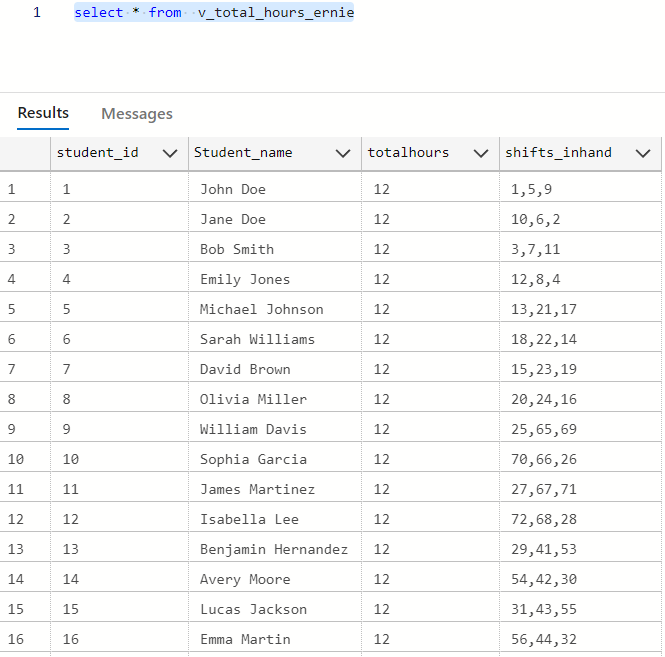 1 select * from v_total_hours_ernie
Results Messages
student_id Student_name totalhours shifts_inhand
1 1 John Doe 12 1,5,9
2 2 Jane Doe 12 10,6,2
3 3 Bob Smith 12 3,7,11
4 4 Emily Jones 12 12,8,4
5 5 Michael Johnson 12 13,21,17
6 6 Sarah Williams 12 18,22,14
7 7 David Brown 12 15,23,19
8 8 Olivia Miller 12 20,24,16
9 9 William Davis 12 25,65,69
10 10 Sophia Garcia 12 70,66,26
11 11 James Martinez 12 27,67,71
12 12 Isabella Lee 12 72,68,28
13 13 Benjamin Hernandez 12 29,41,53
14 14 Avery Moore 12 54,42,30
15 15 Lucas Jackson 12 31,43,55
16 16 Emma Martin 12 56,44,32